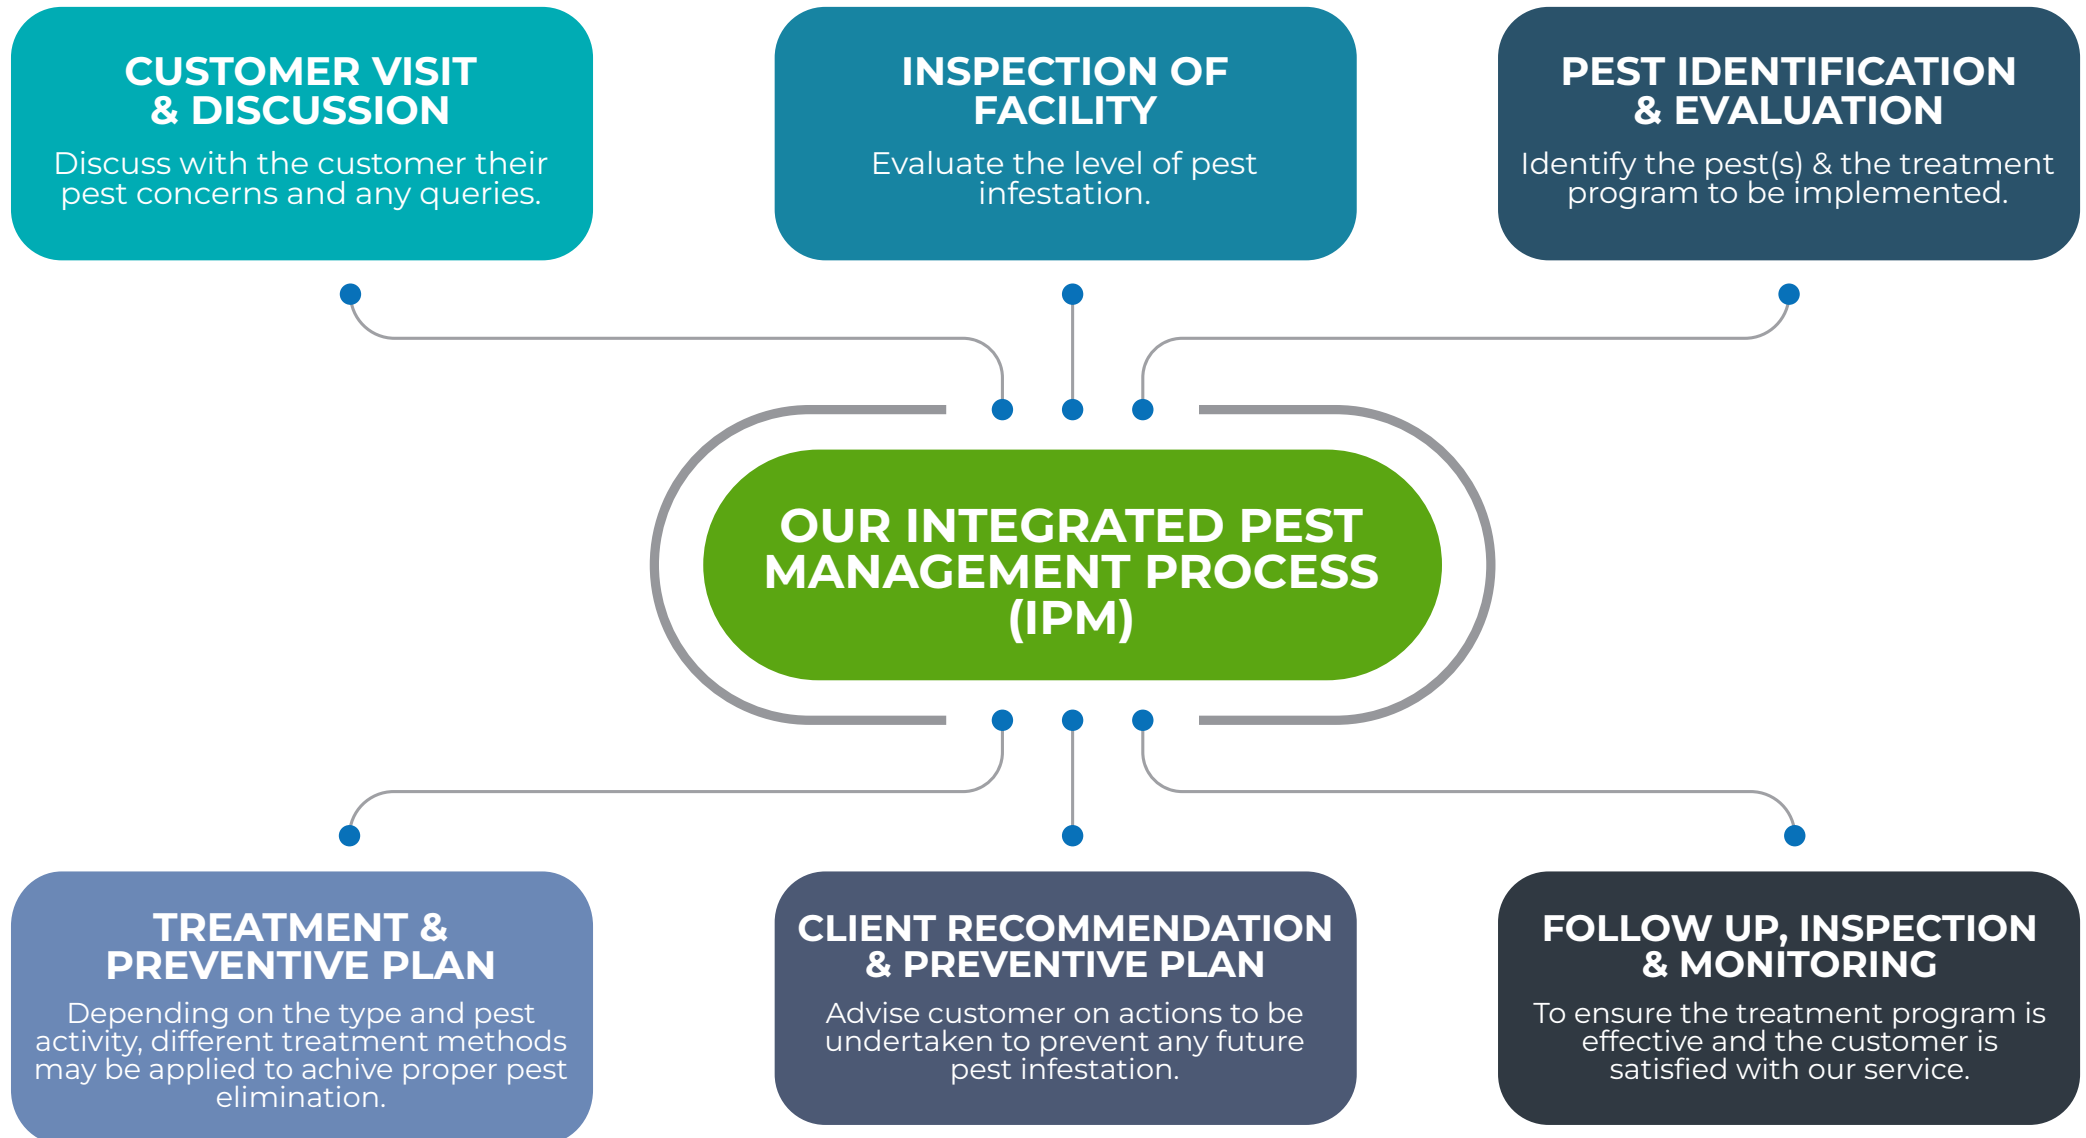 CUSTOMER VISIT
& DISCUSSION
Discuss with the customer their
pest concerns and any queries.
INSPECTION OF
FACILITY
Evaluate the level of pest
infestation.
PEST IDENTIFICATION
& EVALUATION
Identify the pest(s) & the treatment
program to be implemented.
OUR INTEGRATED PEST
MANAGEMENT PROCESS
(IPM)
TREATMENT &
PREVENTIVE PLAN
Depending on the type and pest
activity, different treatment methods
may be applied to achive proper pest
elimination.
CLIENT RECOMMENDATION
& PREVENTIVE PLAN
Advise customer on actions to be
undertaken to prevent any future
pest infestation.
FOLLOW UP, INSPECTION
& MONITORING
To ensure the treatment program is
effective and the customer is
satisfied with our service.